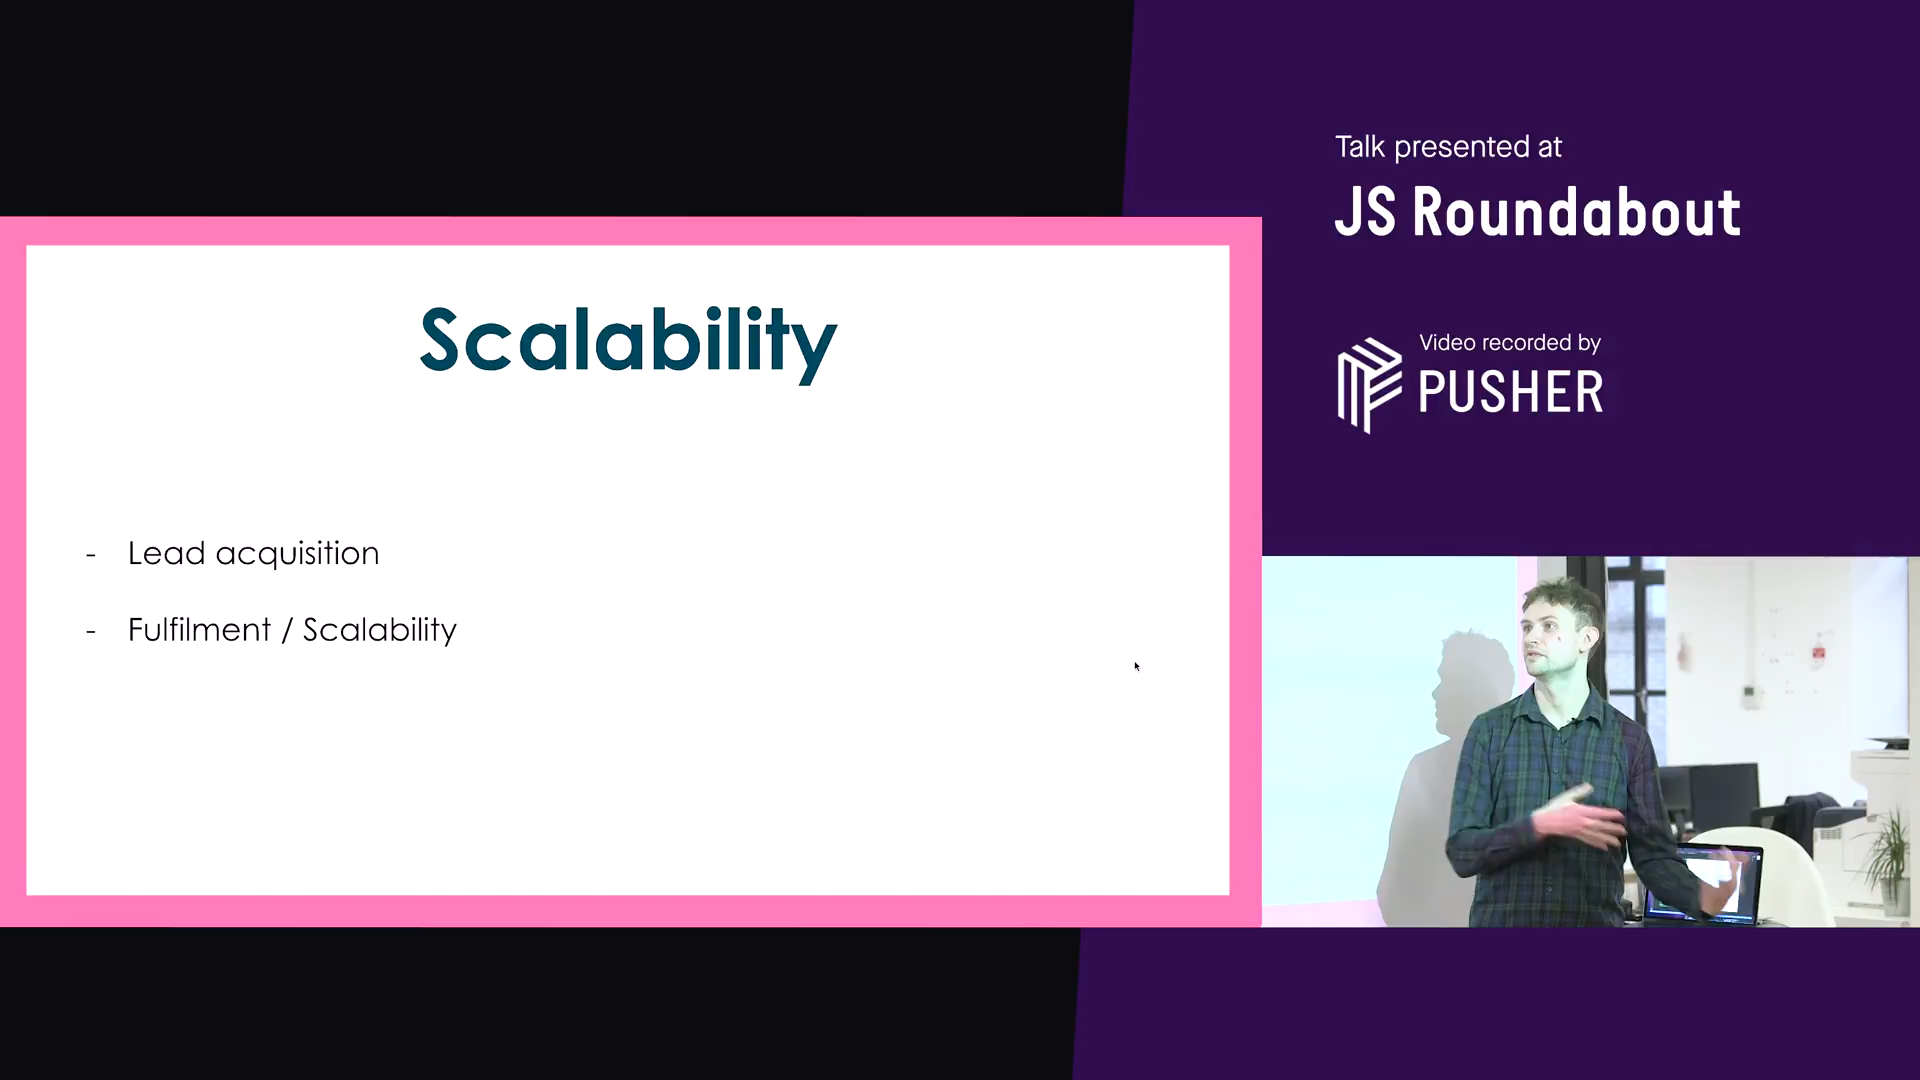 Talk presented at
JS Roundabout
Video recorded by
PUSHER
Scalability
- Lead acquisition
- Fulfilment / Scalability